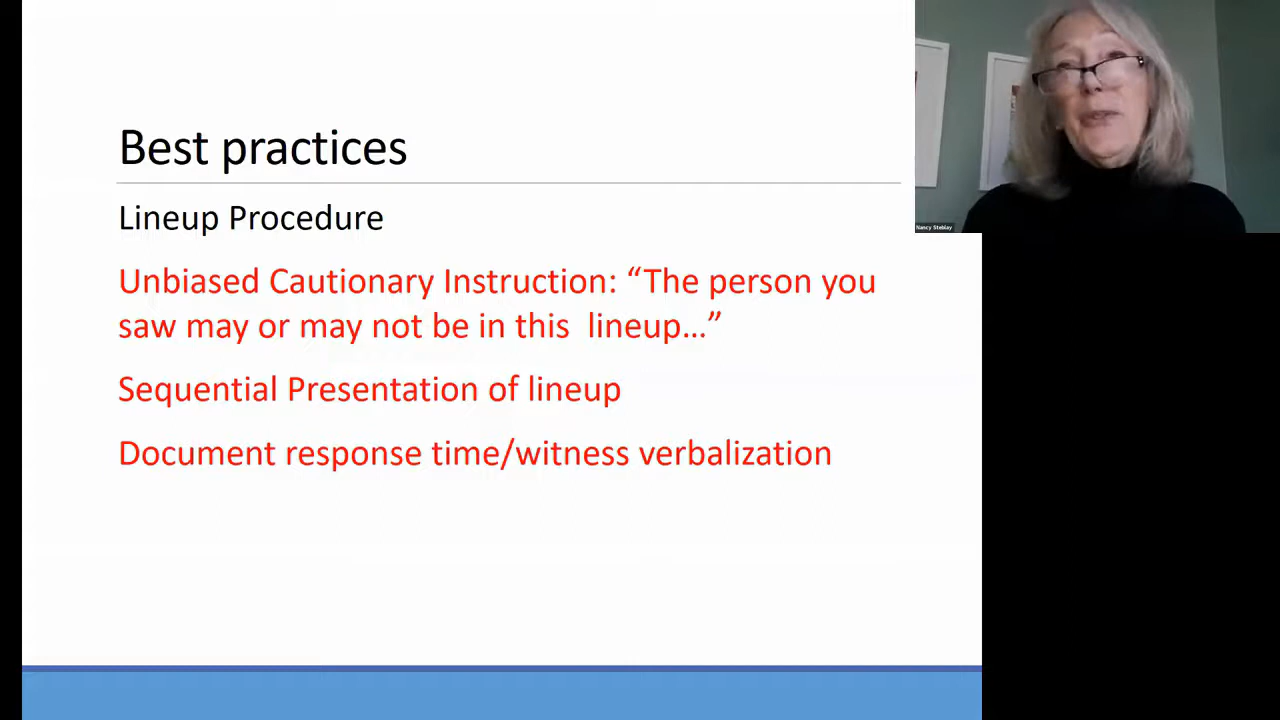 Best practices
Lineup Procedure
Unbiased Cautionary Instruction: “The person you
saw may or may not be in this  lineup…”
Sequential Presentation of lineup
Document response time/witness verbalization
Nancy Steblay